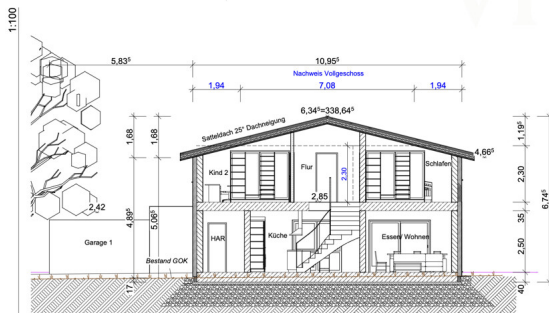 1:100
5,83⁵
10,95⁵
Nachweis Vollgeschoss
1,94
7,08
1,94
6,34⁵=338,64⁵
Satteldach 25° Dachneigung
1,68
1,68
1,19⁵
4,66⁵
Kind 2
Flur
2,30
Schlafen
2,30
6,74⁵
2,42
2,85
4,89⁵
5,06⁵
35
Garage 1
HAR
Küche
Essen/ Wohnen
2,50
Bestand GOK
17
40